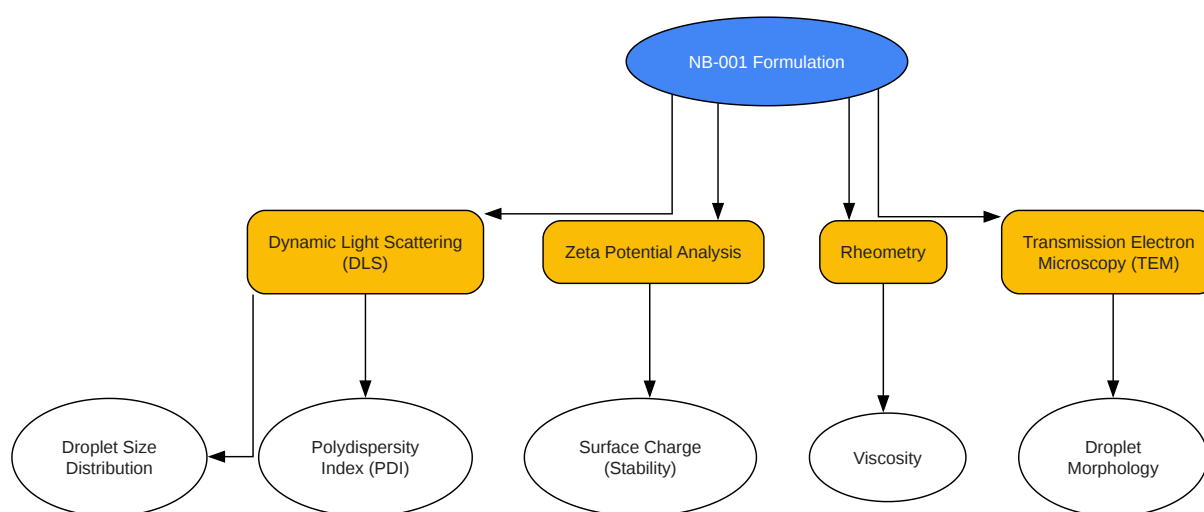 NB-001 Formulation
Dynamic Light Scattering
(DLS)
Zeta Potential Analysis
Rheometry
Transmission Electron
Microscopy (TEM)
Droplet Size
Distribution
Polydispersity
Index (PDI)
Surface Charge
(Stability)
Viscosity
Droplet
Morphology